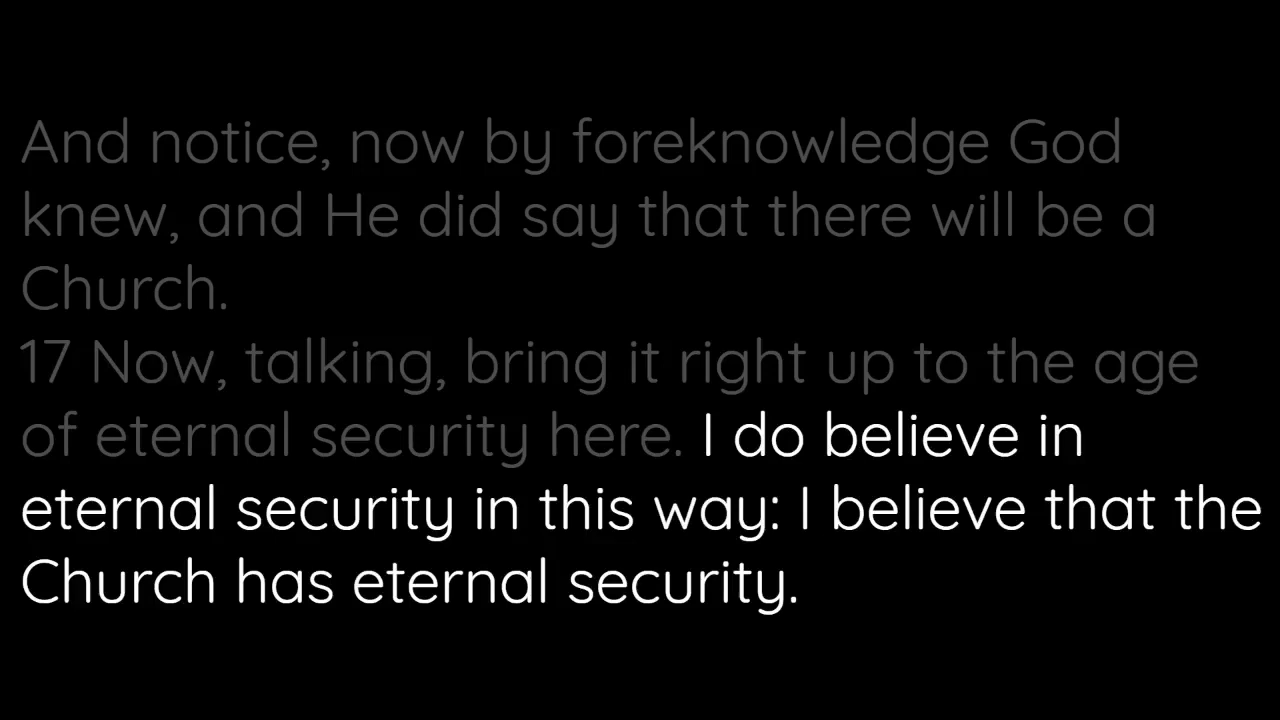 And notice, now by foreknowledge God
knew, and He did say that there will be a
Church.
17 Now, talking, bring it right up to the age
of eternal security here. I do believe in
eternal security in this way: I believe that the
Church has eternal security.